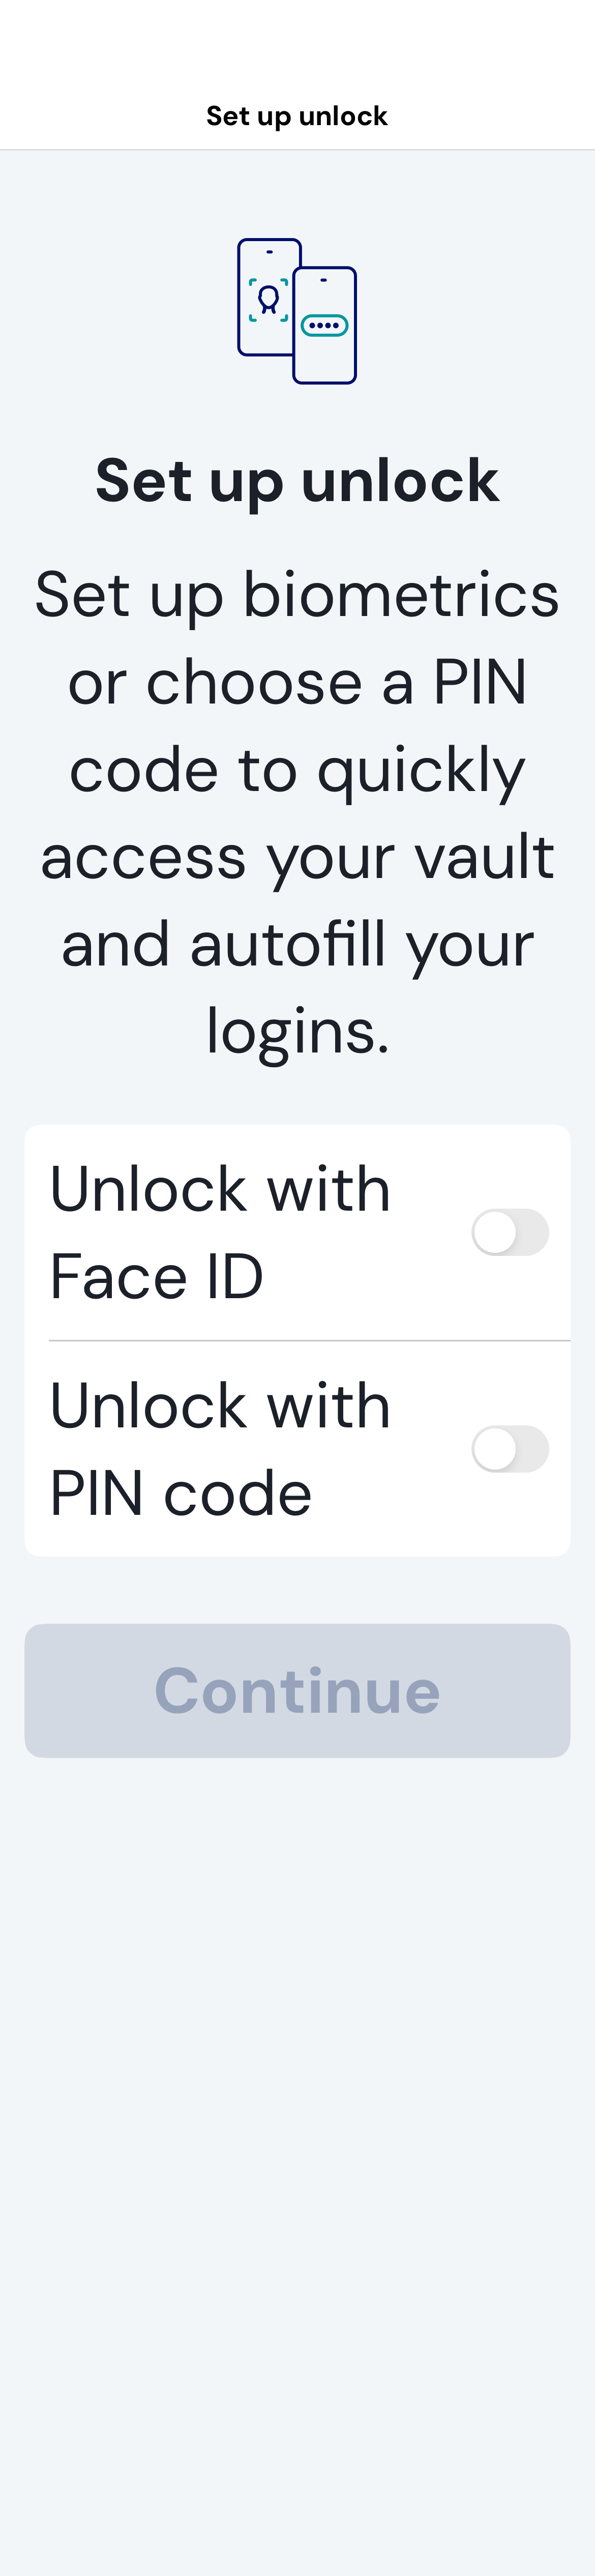 Set up unlock
Set up unlock
Set up biometrics
or choose a PIN
code to quickly
access your vault
and autofill your
logins.
Unlock with
Face ID
Unlock with
PIN code
Continue